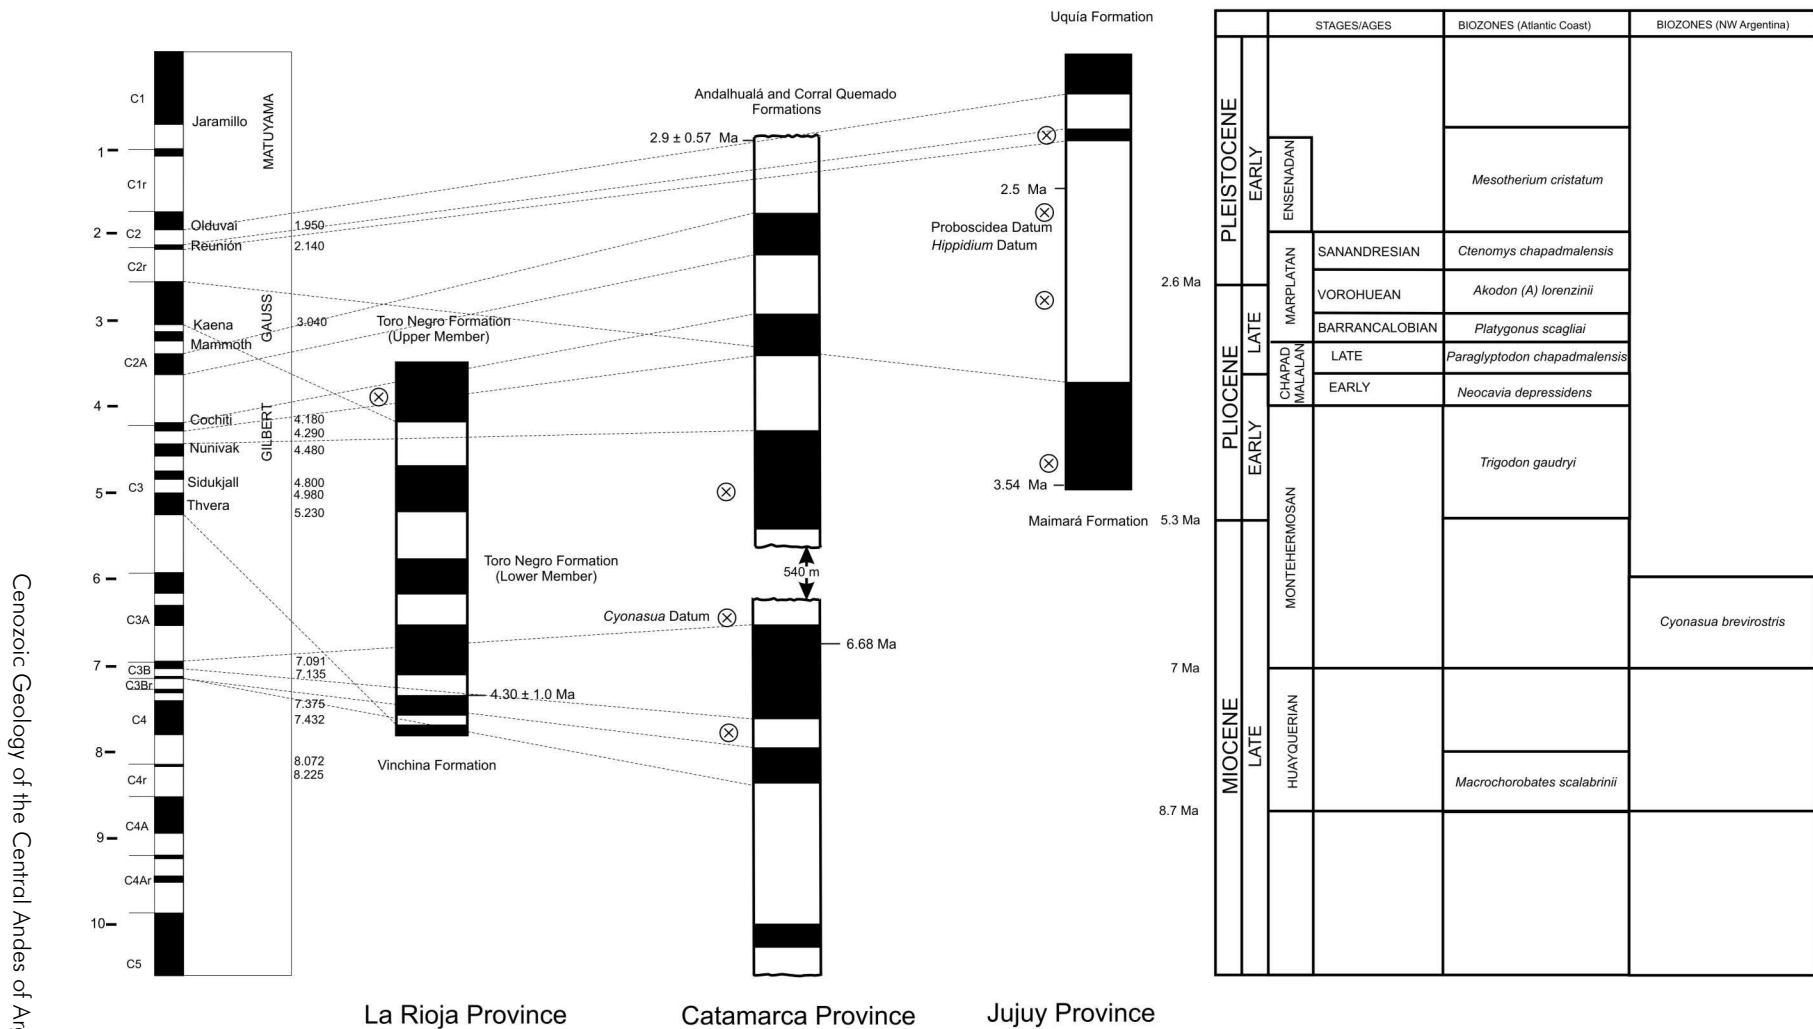 Uquía Formation
STAGES/AGES
BIOZONES (Atlantic Coast)
BIOZONES (NW Argentina)
Andalhualá and Corral Quemado
Formations
2.9 ± 0.57 Ma
2.5 Ma
Proboscidea Datum
Hippidium Datum
3.54 Ma
Maimará Formation
C1
Jaramillo
MATUYAMA
1
C1r
Olduvai
1.950
2
C2
Reunión
2.140
C2r
GAUSS
3
Kaena
3.040
Mammoth
C2A
4
Cochiti
4.180
GILBERT
4.290
Nunivak
4.480
C3
Sidukjall
4.800
5
4.980
Thvera
5.230
6
C3A
7
7.091
C3B
7.135
C3Br
7.375
C4
7.432
8
8.072
C4r
8.225
C4A
9
C4Ar
10
C5
Toro Negro Formation
(Upper Member)
Toro Negro Formation
(Lower Member)
4.30 ± 1.0 Ma
Vinchina Formation
540 m
Cyonasua Datum
6.68 Ma
La Rioja Province
Catamarca Province
Jujuy Province
2.6 Ma
5.3 Ma
7 Ma
8.7 Ma
PLEISTOCENE
EARLY
ENSENADAN
Mesotherium cristatum
MARPLATAN
SANANDRESIAN
Ctenomys chapadmalensis
VOROHUEAN
Akodon (A) lorenzinii
BARRANCALOBIAN
Platygonus scagliai
PLIOCENE
LATE
CHAPAD
MALALAN
LATE
Paraglyptodon chapadmalensis
EARLY
Neocavia depressidens
EARLY
MONTEHERMOSAN
Trigodon gaudryi
Cyonasua brevirostris
MIOCENE
LATE
HUAYQUERIAN
Macrochorobates scalabrinii
Cenozoic Geology of the Central Andes of Ar